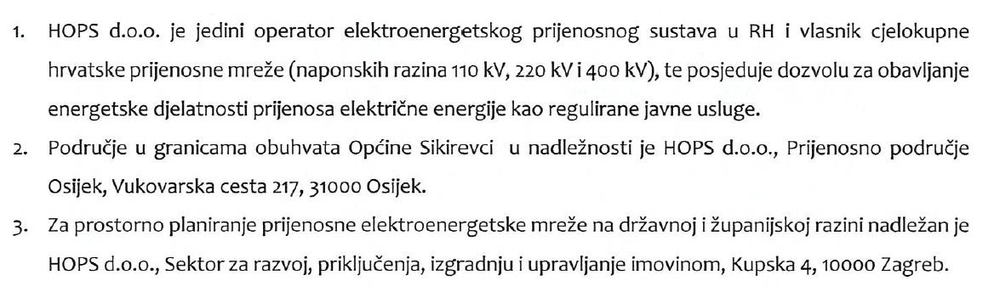 1. HOPS d.o.o. je jedini operator elektroenergetskog prijenosnog sustava u RH i vlasnik cjelokupne
hrvatske prijenosne mreže (naponskih razina 110 kV, 220 kV i 400 kV), te posjeduje dozvolu za obavljanje
energetske djelatnosti prijenosa električne energije kao regulirane javne usluge.
2. Područje u granicama obuhvata Općine Sikirevci u nadležnosti je HOPS d.o.o., Prijenosno područje
Osijek, Vukovarska cesta 217, 31000 Osijek.
3. Za prostorno planiranje prijenosne elektroenergetske mreže na državnoj i županijskoj razini nadležan je
HOPS d.o.o., Sektor za razvoj, priključenja, izgradnju i upravljanje imovinom, Kupska 4, 10000 Zagreb.